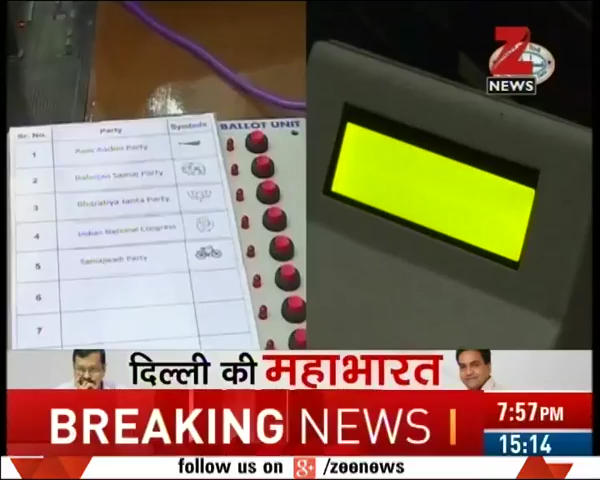 Z
NEWS
BALLOT UNIT
Sr. No. Party Symbols
1 Aam Aadmi Party
2 Bahujan Samaj Party
3 Bharatiya Janta Party
4 Indian National Congress
5 Samajwadi Party
6
7
दिल्ली की महाभारत
BREAKING NEWS
7:57PM
15:14
follow us on g+ /zeenews